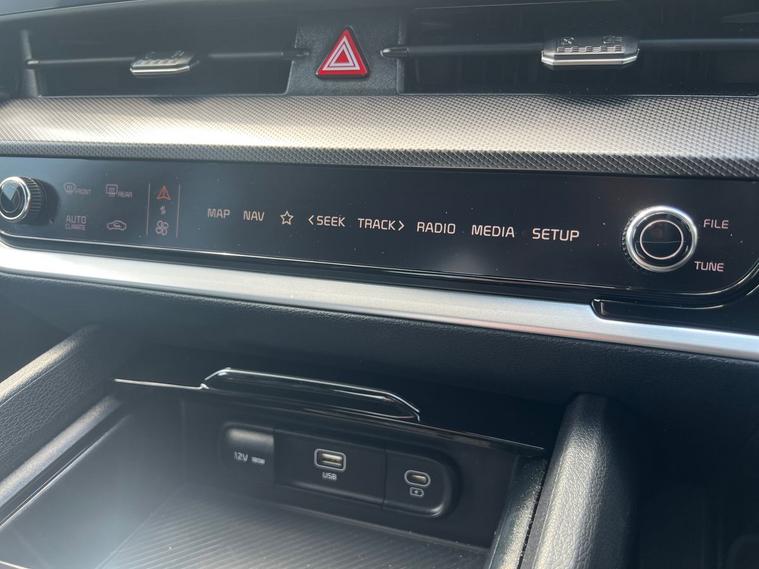 FRONT
REAR
AUTO
CLIMATE
MAP
NAV
< SEEK
TRACK >
RADIO
MEDIA
SETUP
FILE
TUNE
12V
USB